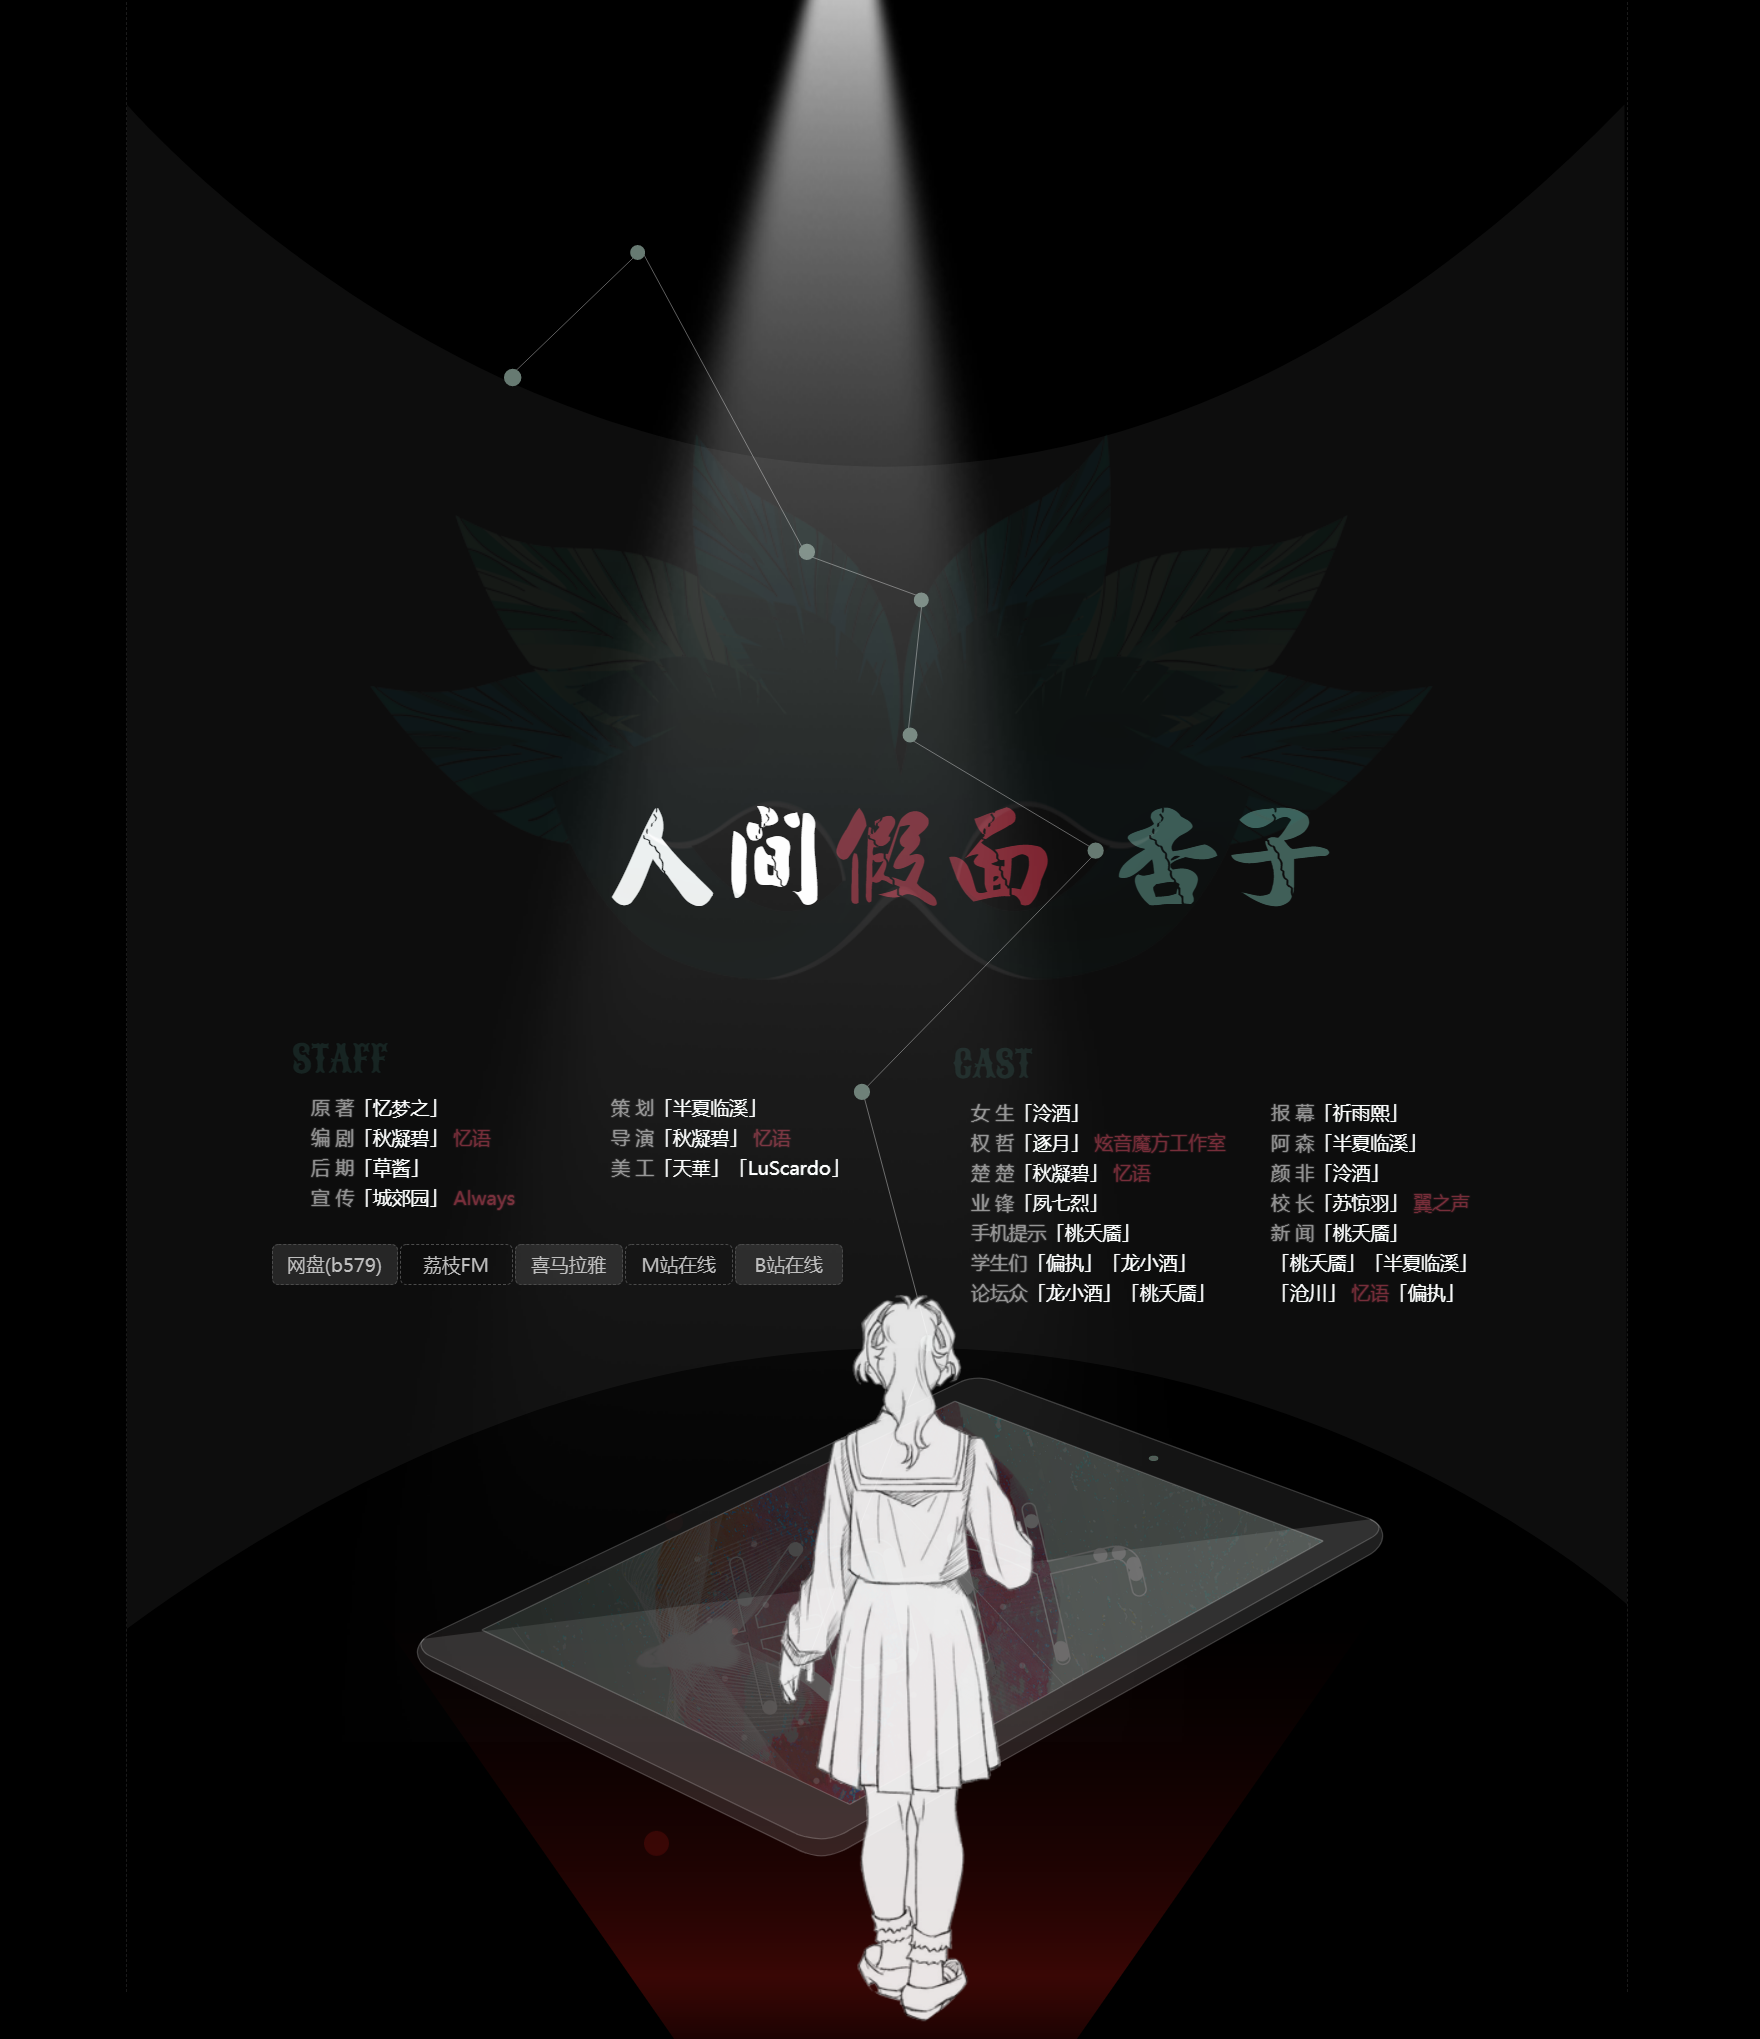 人间假面 杏子
STAFF
原 著「忆梦之」
策 划「半夏临溪」
编 剧「秋凝碧」 忆语
导 演「秋凝碧」 忆语
后 期「草酱」
美 工「天華」「LuScardo」
宣 传「城郊园」 Always
网盘(b579) 荔枝FM 喜马拉雅 M站在线 B站在线
CAST
女 生「泠酒」
报 幕「祈雨熙」
权 哲「逐月」 炫音魔方工作室
阿 森「半夏临溪」
楚 楚「秋凝碧」 忆语
颜 非「泠酒」
业 锋「夙七烈」
校 长「苏惊羽」 翼之声
手机提示「桃夭靥」
新 闻「桃夭靥」
学生们「偏执」「龙小酒」
「桃夭靥」「半夏临溪」
论坛众「龙小酒」「桃夭靥」
「沧川」 忆语「偏执」